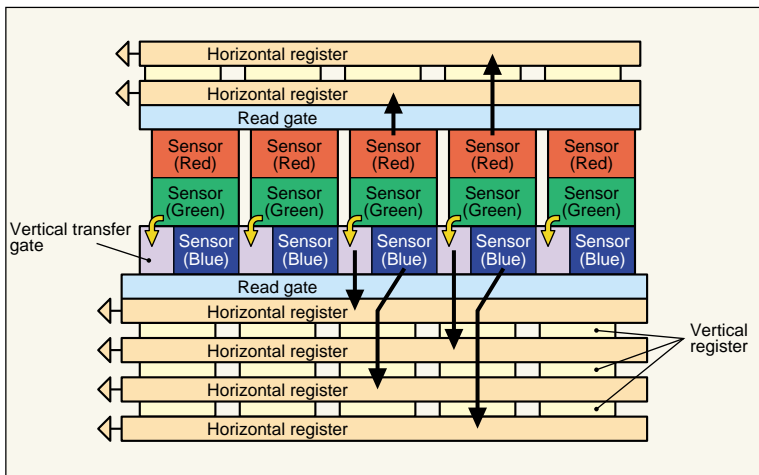 Horizontal register
Horizontal register
Read gate
Sensor
(Red)
Sensor
(Red)
Sensor
(Red)
Sensor
(Red)
Sensor
(Red)
Sensor
(Green)
Sensor
(Green)
Sensor
(Green)
Sensor
(Green)
Sensor
(Green)
Vertical transfer
gate
Sensor
(Blue)
Sensor
(Blue)
Sensor
(Blue)
Sensor
(Blue)
Sensor
(Blue)
Read gate
Horizontal register
Horizontal register
Horizontal register
Horizontal register
Vertical
register